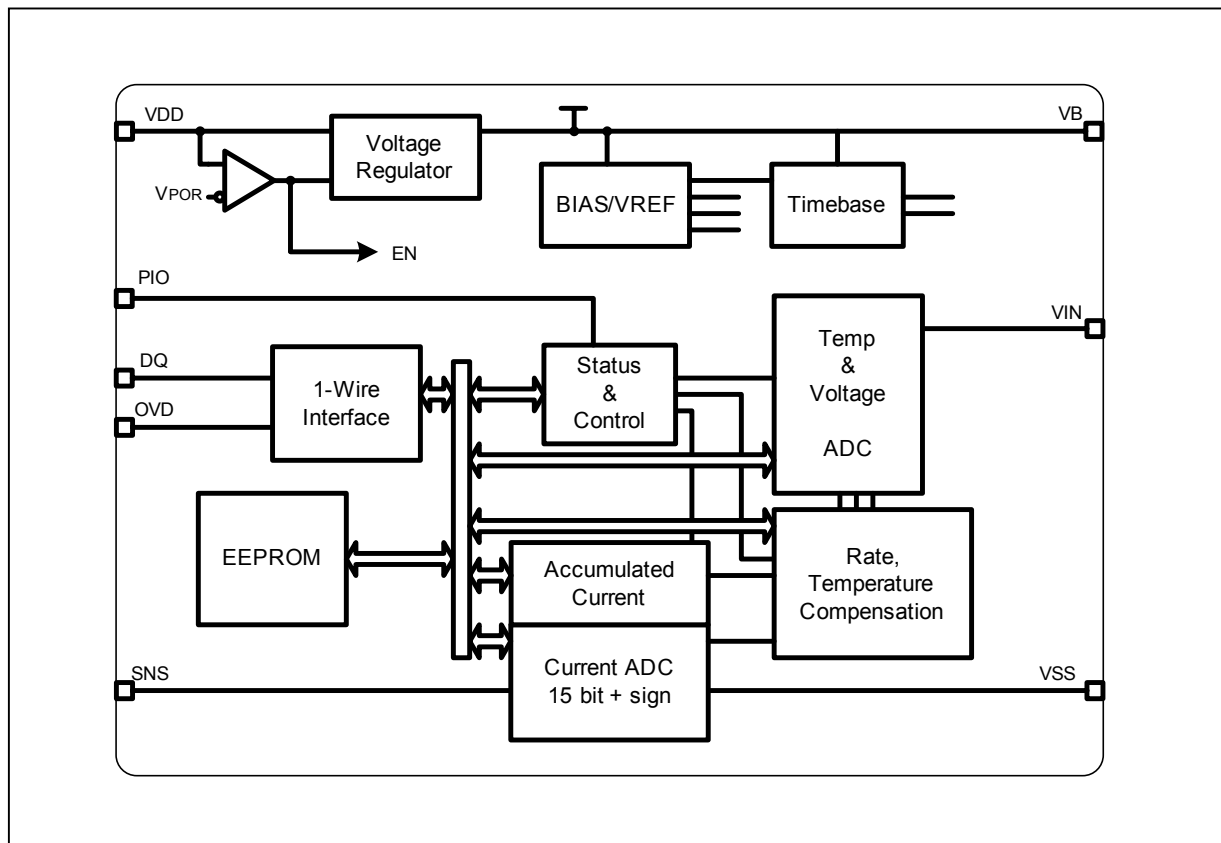 VDD
VB
Voltage
Regulator
VPOR
BIAS/VREF
Timebase
EN
PIO
VIN
Temp
&
Voltage
ADC
DQ
1-Wire
Interface
Status
&
Control
OVD
EEPROM
Accumulated
Current
Rate,
Temperature
Compensation
SNS
Current ADC
15 bit + sign
VSS